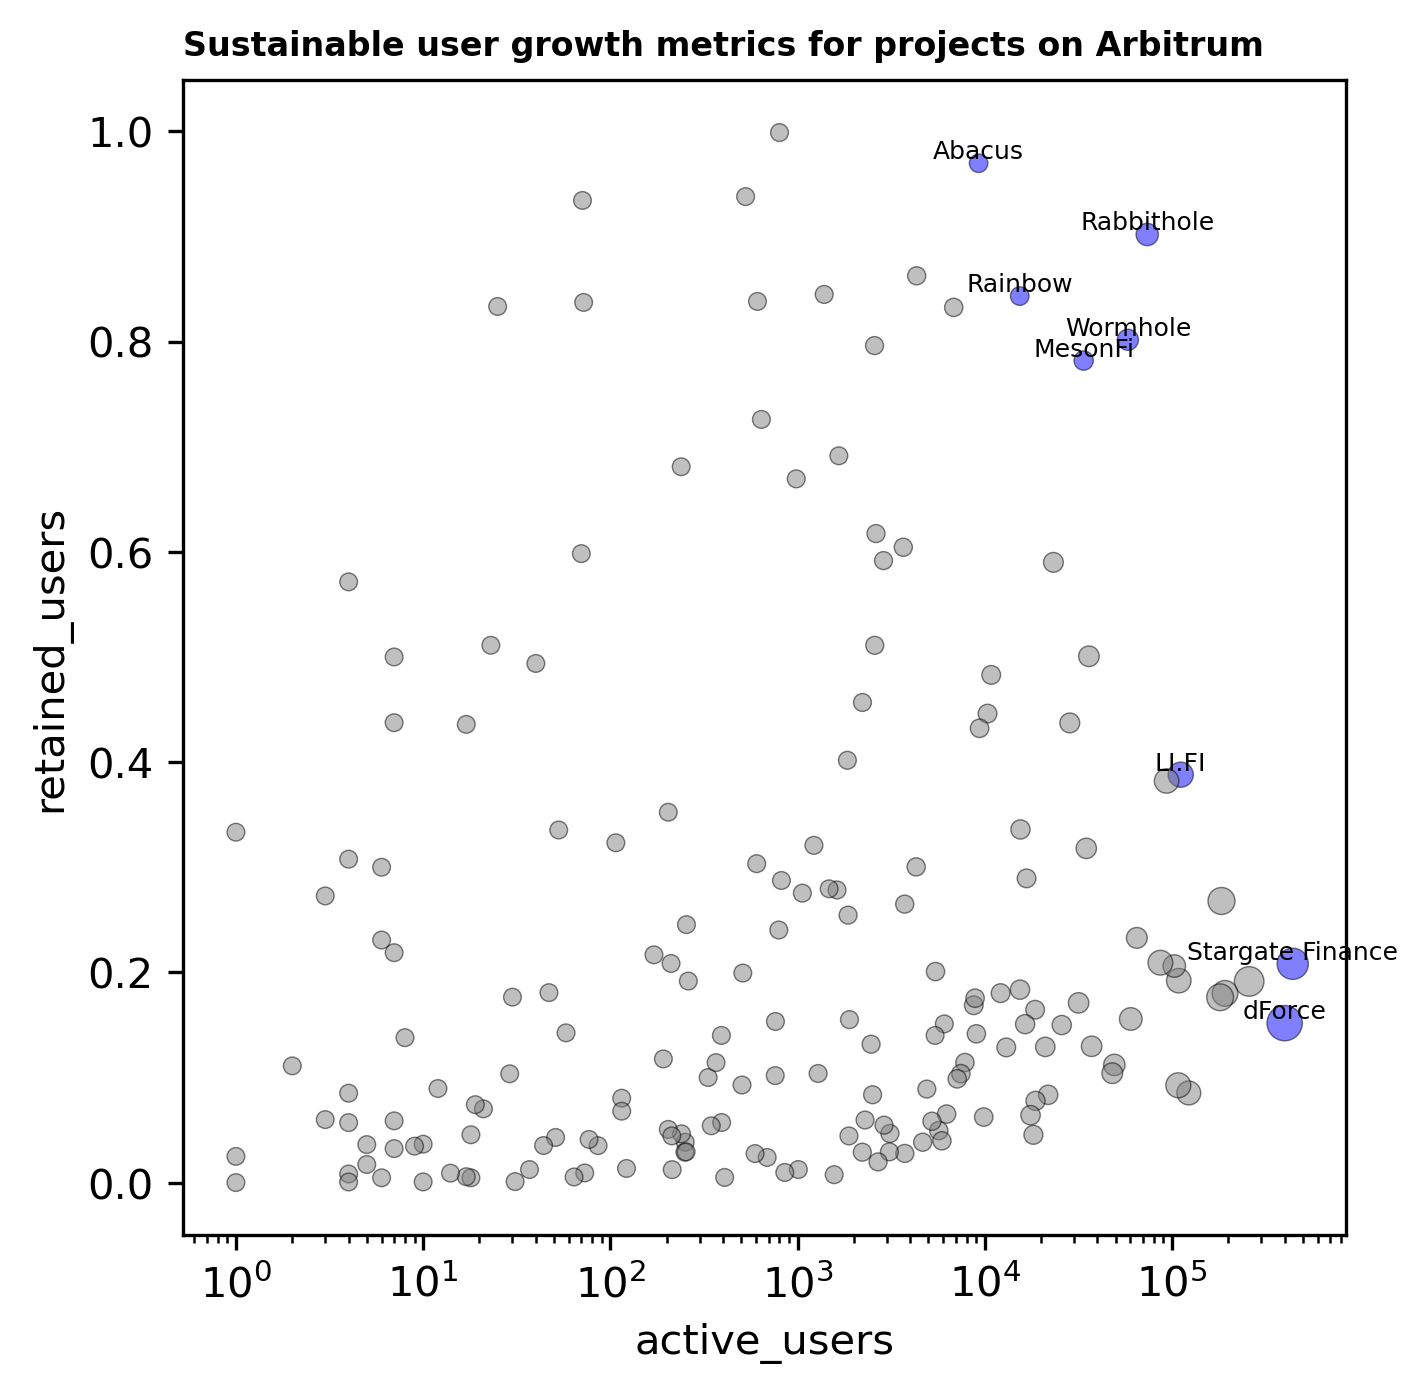 Sustainable user growth metrics for projects on Arbitrum
1.0
0.8
0.6
0.4
0.2
0.0
retained_users
Abacus
Rabbithole
Rainbow
Wormhole
MesonFi
LI.FI
Stargate Finance
dForce
10⁰ 10¹ 10² 10³ 10⁴ 10⁵
active_users